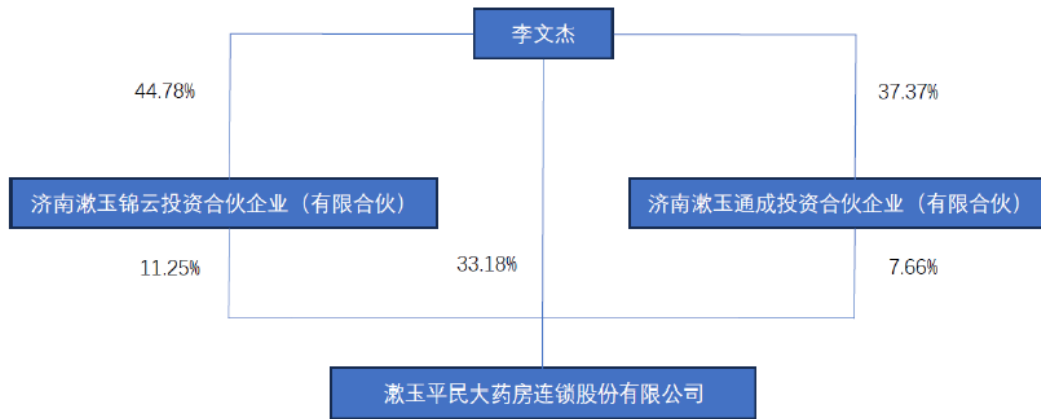 李文杰
44.78%
37.37%
济南漱玉锦云投资合伙企业（有限合伙）
济南漱玉通成投资合伙企业（有限合伙）
11.25%
33.18%
7.66%
漱玉平民大药房连锁股份有限公司